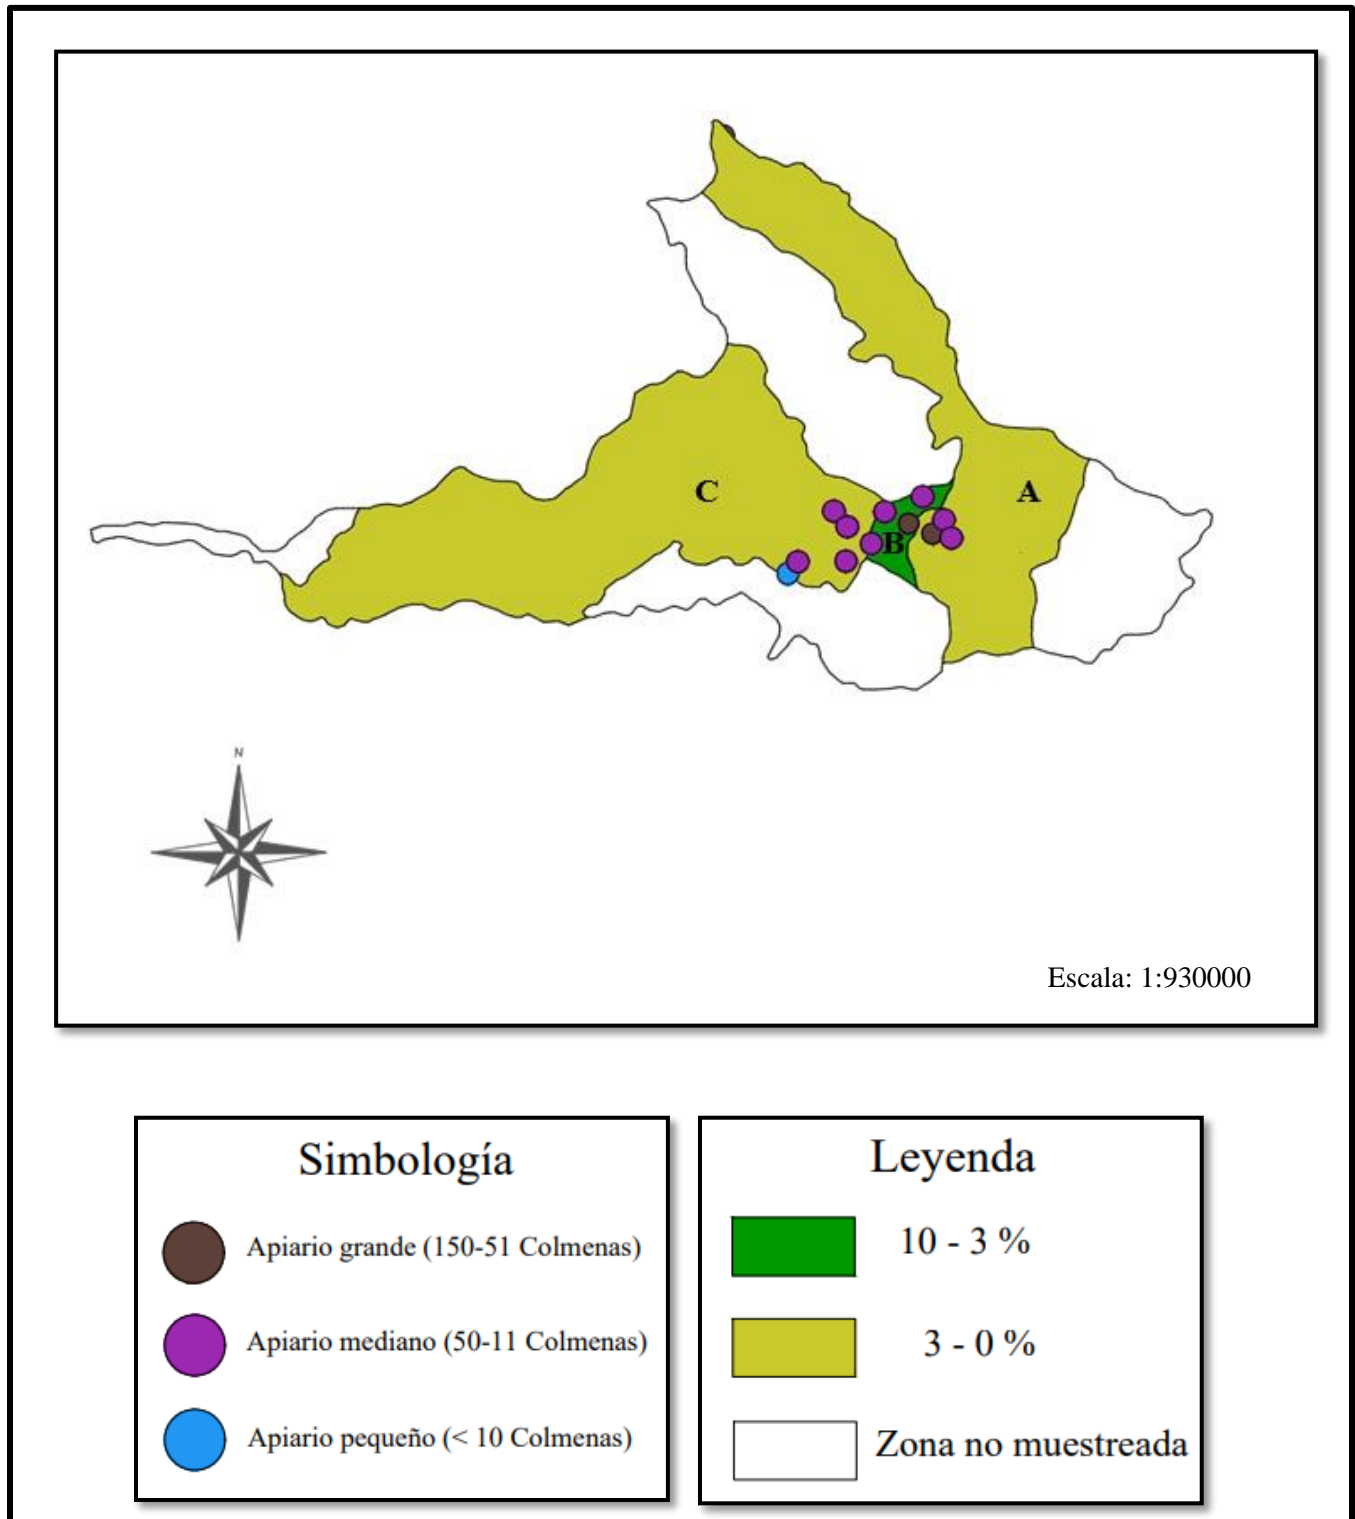 C
A
B
N
Escala: 1:930000
Simbología
Apiario grande (150-51 Colmenas)
Apiario mediano (50-11 Colmenas)
Apiario pequeño (< 10 Colmenas)
Leyenda
10 - 3 %
3 - 0 %
Zona no muestreada